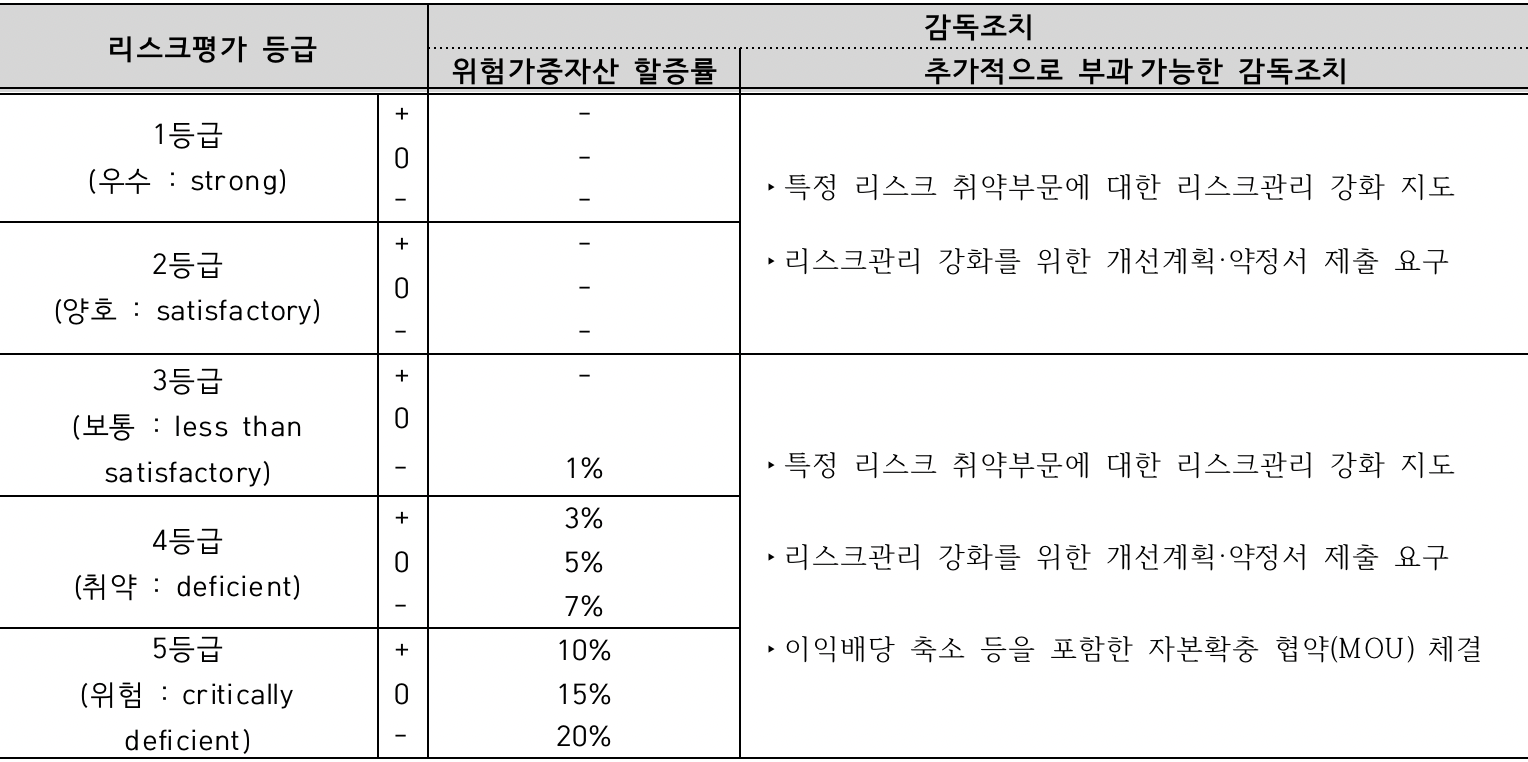 리스크평가 등급
감독조치
위험가중자산 할증률
추가적으로 부과 가능한 감독조치
1등급
(우수 : strong)
+
0
-
-
-
-
2등급
(양호 : satisfactory)
+
0
-
-
-
-
‣특정 리스크 취약부문에 대한 리스크관리 강화 지도
‣리스크관리 강화를 위한 개선계획·약정서 제출 요구
3등급
(보통 : less than
satisfactory)
+
0
-
-
1%
4등급
(취약 : deficient)
+
0
-
3%
5%
7%
5등급
(위험 : critically
deficient)
+
0
-
10%
15%
20%
‣특정 리스크 취약부문에 대한 리스크관리 강화 지도
‣리스크관리 강화를 위한 개선계획·약정서 제출 요구
‣이익배당 축소 등을 포함한 자본확충 협약(MOU) 체결